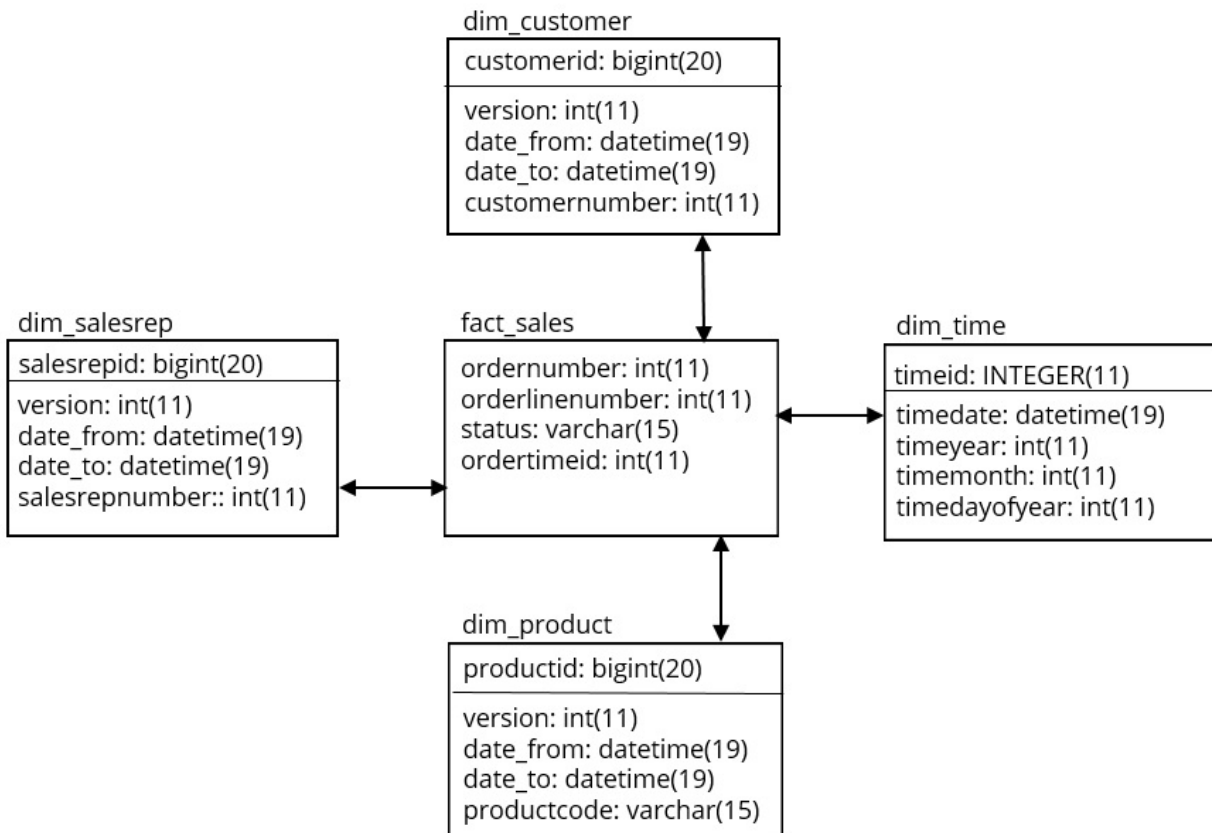 dim_customer
customerid: bigint(20)
version: int(11)
date_from: datetime(19)
date_to: datetime(19)
customernumber: int(11)
dim_salesrep
salesrepid: bigint(20)
version: int(11)
date_from: datetime(19)
date_to: datetime(19)
salesrepnumber:: int(11)
fact_sales
ordernumber: int(11)
orderlinenumber: int(11)
status: varchar(15)
ordertimeid: int(11)
dim_time
timeid: INTEGER(11)
timedate: datetime(19)
timeyear: int(11)
timemonth: int(11)
timedayofyear: int(11)
dim_product
productid: bigint(20)
version: int(11)
date_from: datetime(19)
date_to: datetime(19)
productcode: varchar(15)